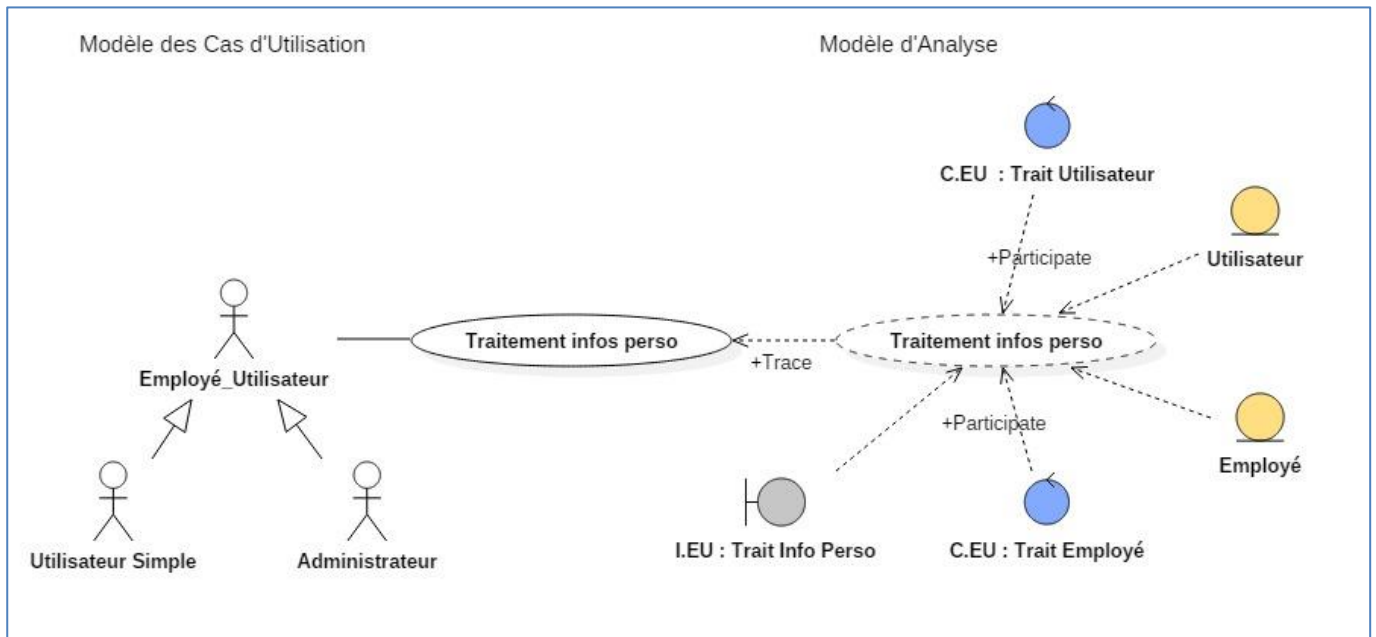 Modèle des Cas d'Utilisation
Modèle d'Analyse
C.EU : Trait Utilisateur
+Participate
Utilisateur
Traitement infos perso
+Trace
Traitement infos perso
Employé_Utilisateur
+Participate
Employé
Utilisateur Simple
Administrateur
I.EU : Trait Info Perso
C.EU : Trait Employé